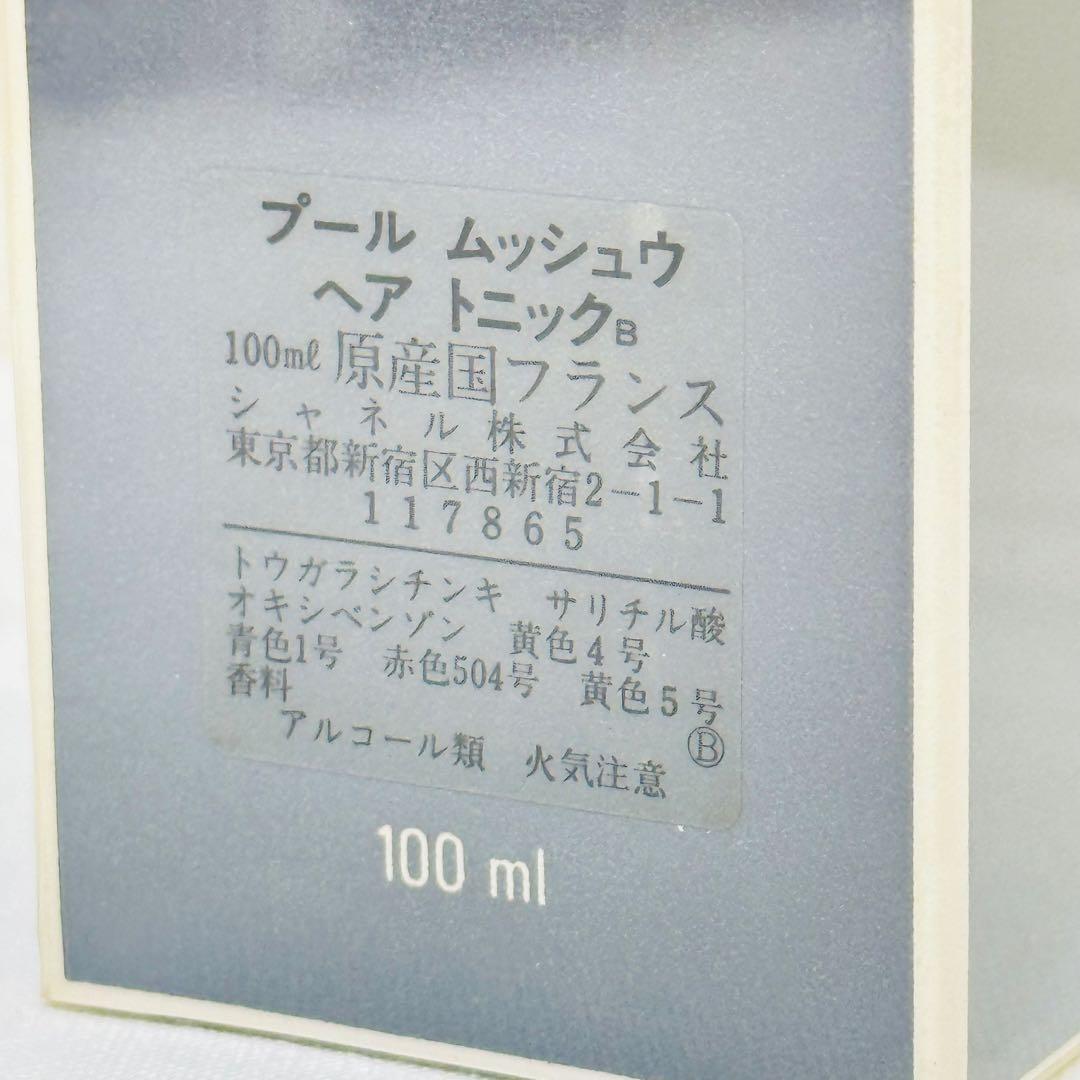 プール ムッシュウ
ヘア トニックB
100ml 原産国フランス
シャネル株式会社
東京都新宿区西新宿2-1-1
117865
トウガラシチンキ サリチル酸
オキシベンゾン 黄色4号
青色1号 赤色504号 黄色5号
香料 Ⓑ
アルコール類 火気注意
100 ml